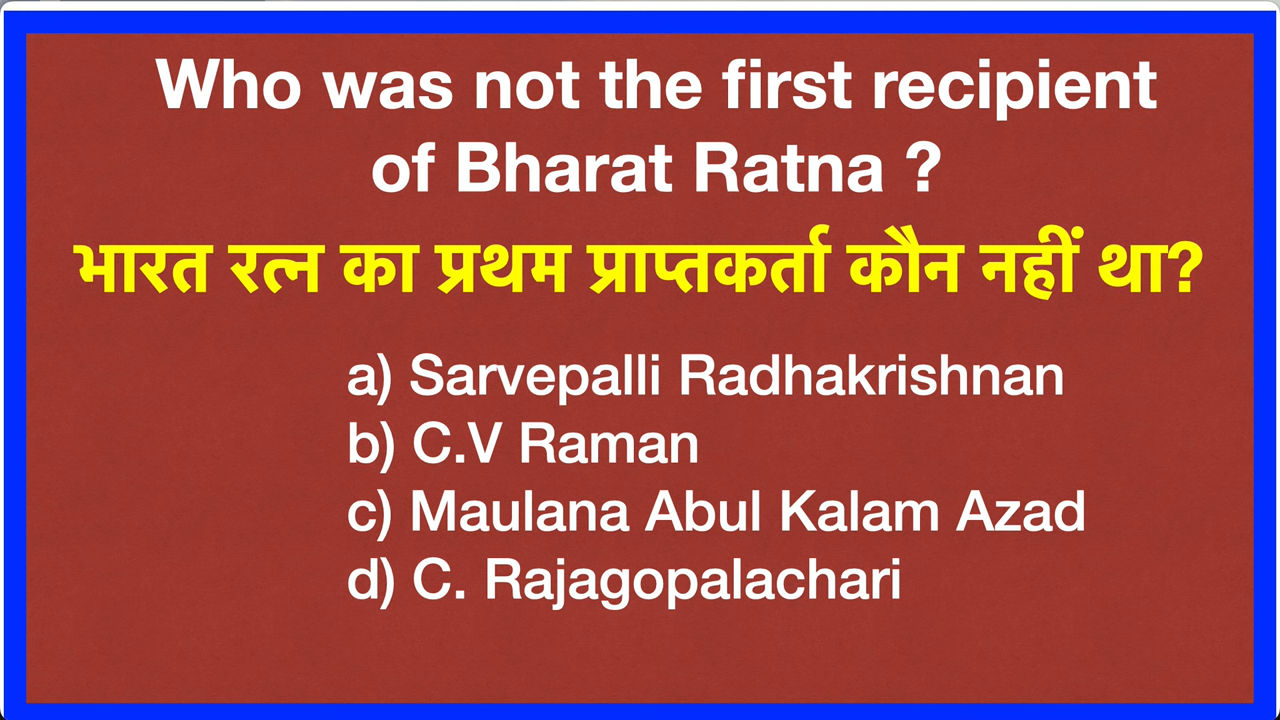 Who was not the first recipient
of Bharat Ratna ?
भारत रत्न का प्रथम प्राप्तकर्ता कौन नहीं था?
a) Sarvepalli Radhakrishnan
b) C.V Raman
c) Maulana Abul Kalam Azad
d) C. Rajagopalachari